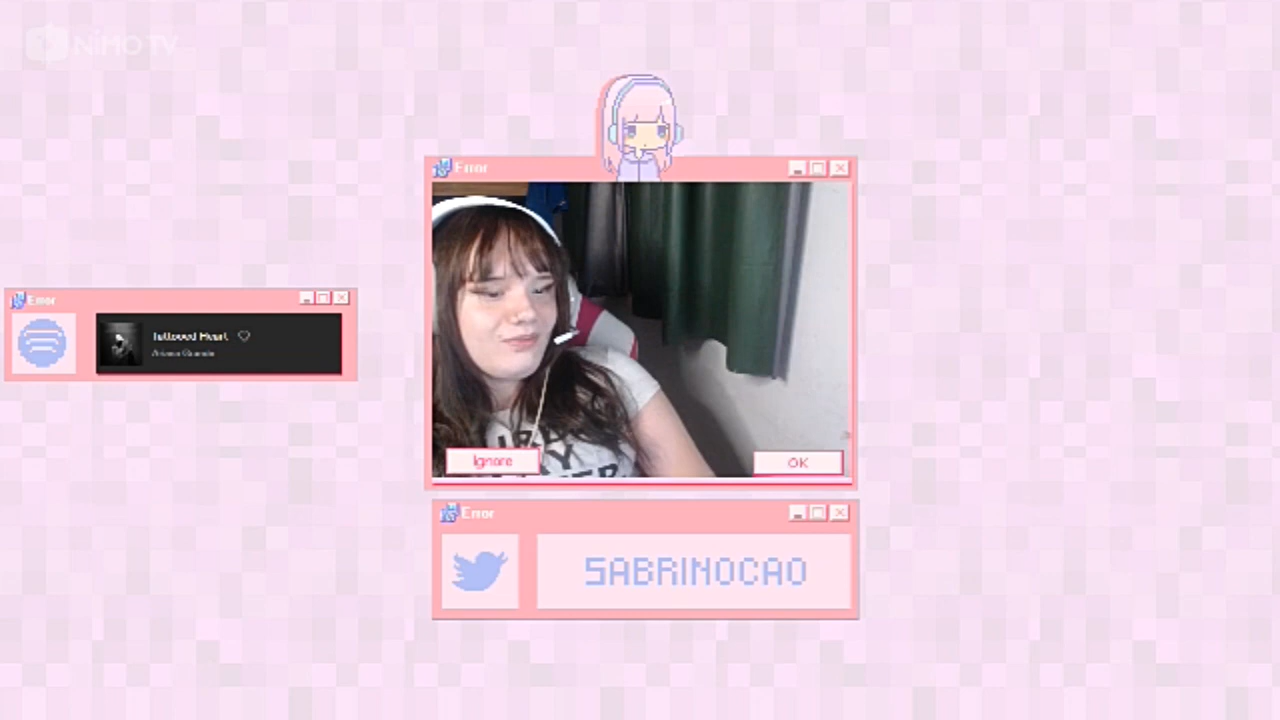 NiMO TV
Error
Error
Tattooed Heart
Ariana Grande
Ignore
OK
Error
SABRINOCAO